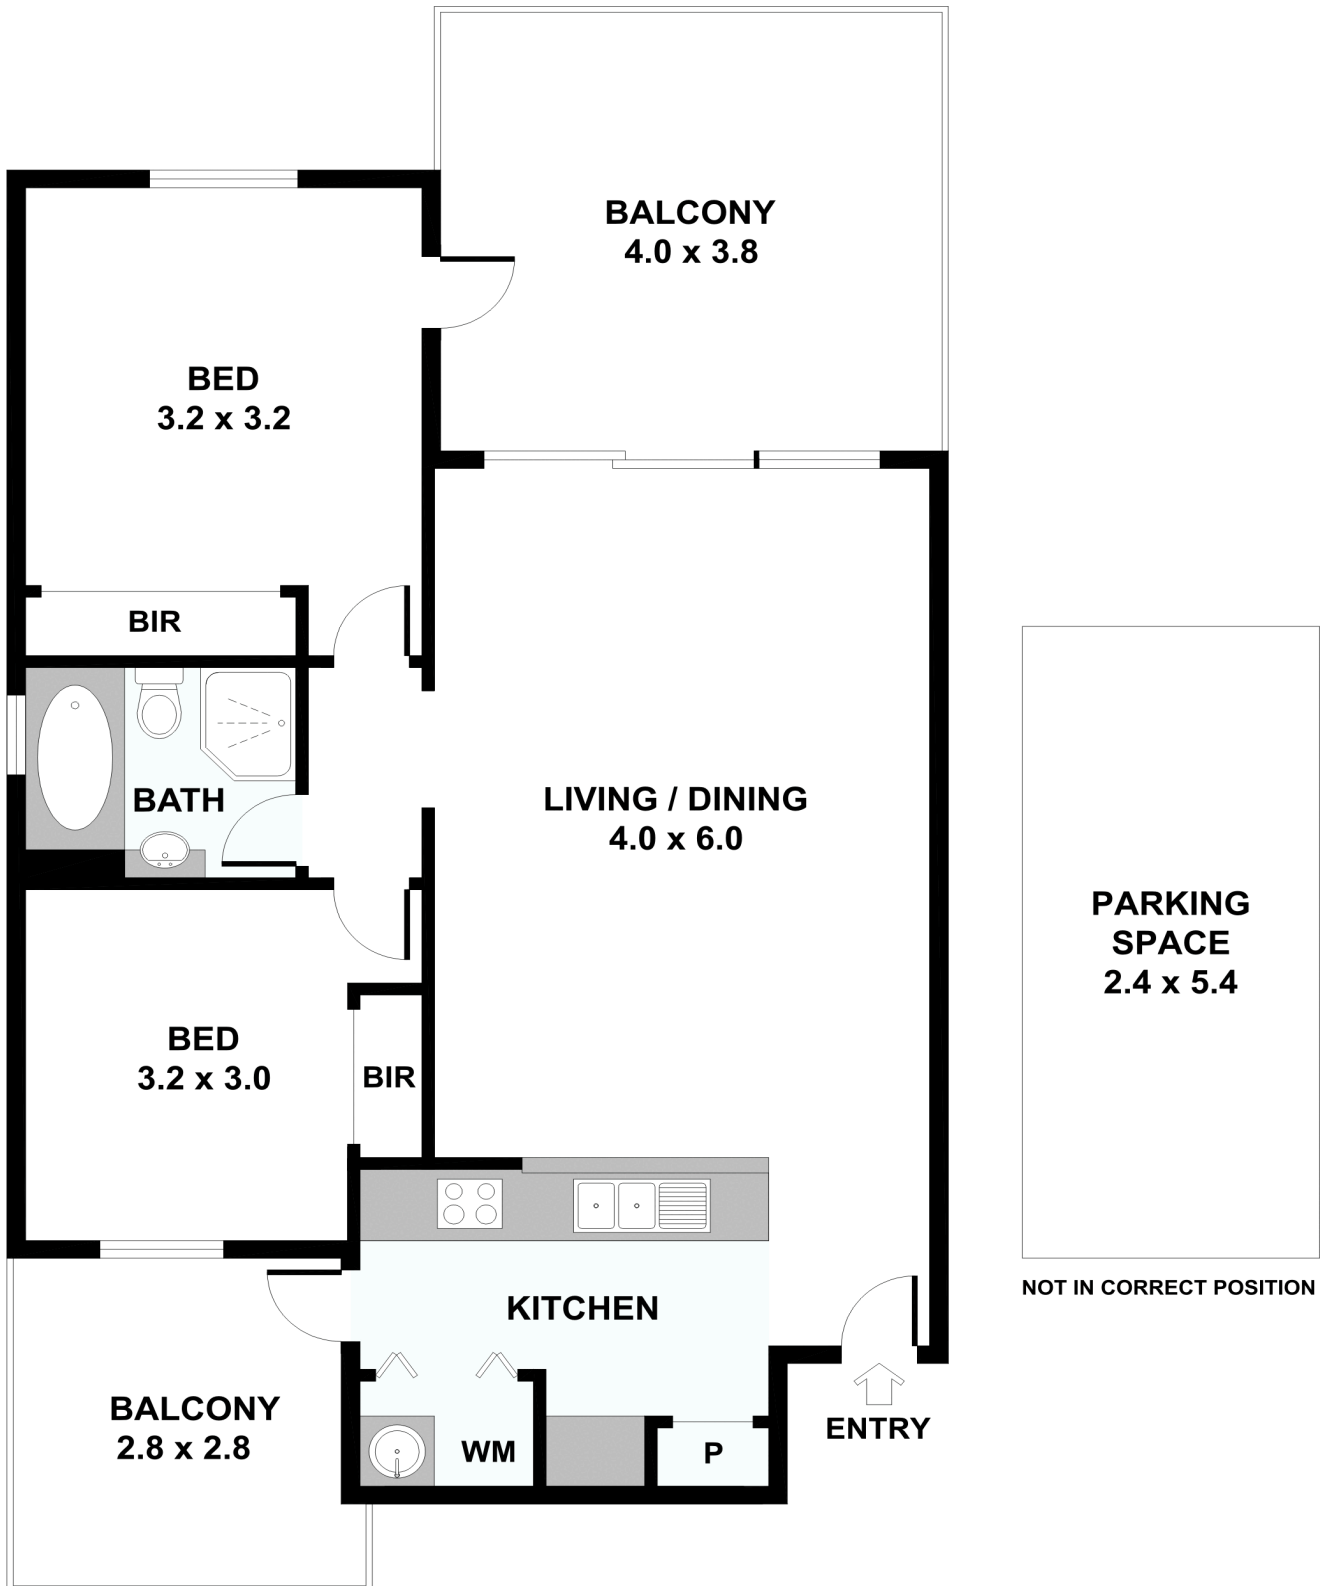 BALCONY
4.0 x 3.8
BED
3.2 x 3.2
BIR
BATH
LIVING / DINING
4.0 x 6.0
PARKING
SPACE
2.4 x 5.4
NOT IN CORRECT POSITION
BED
3.2 x 3.0
BIR
KITCHEN
BALCONY
2.8 x 2.8
WM
P
ENTRY